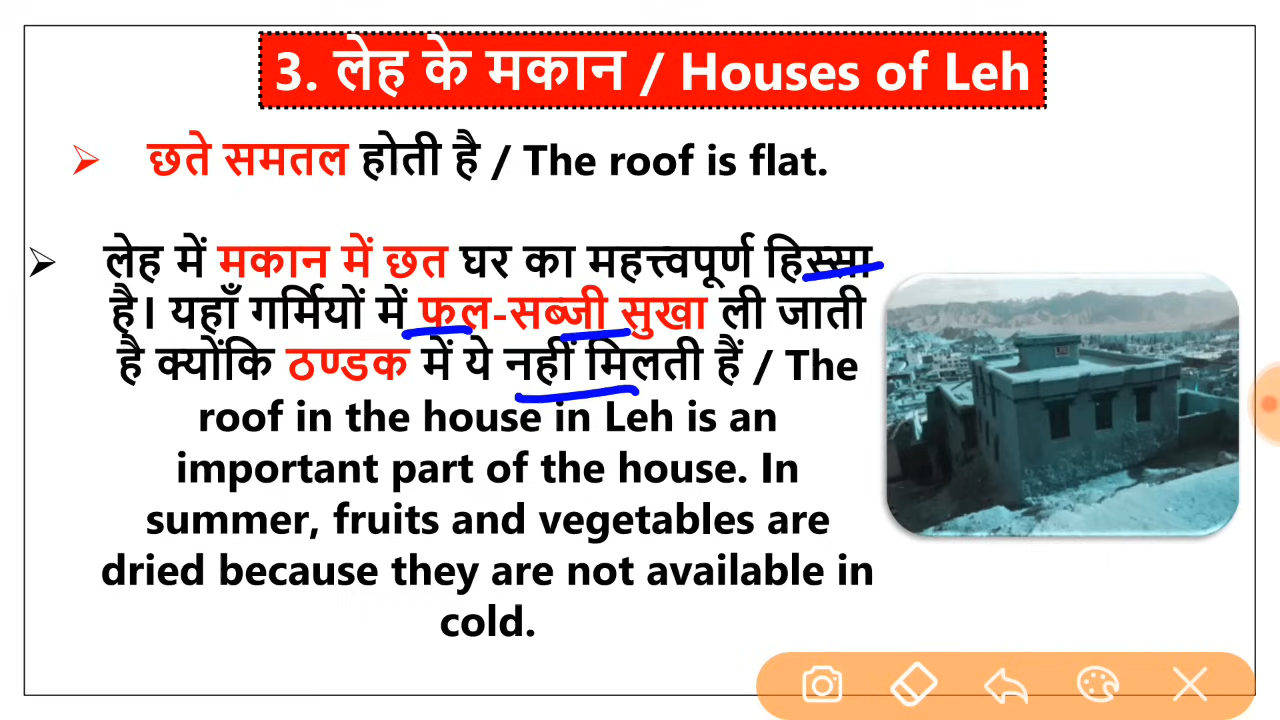 3. लेह के मकान / Houses of Leh
छते समतल होती है / The roof is flat.
लेह में मकान में छत घर का महत्त्वपूर्ण हिस्सा
है। यहाँ गर्मियों में फल-सब्जी सुखा ली जाती
है क्योंकि ठण्डक में ये नहीं मिलती हैं / The
roof in the house in Leh is an
important part of the house. In
summer, fruits and vegetables are
dried because they are not available in
cold.